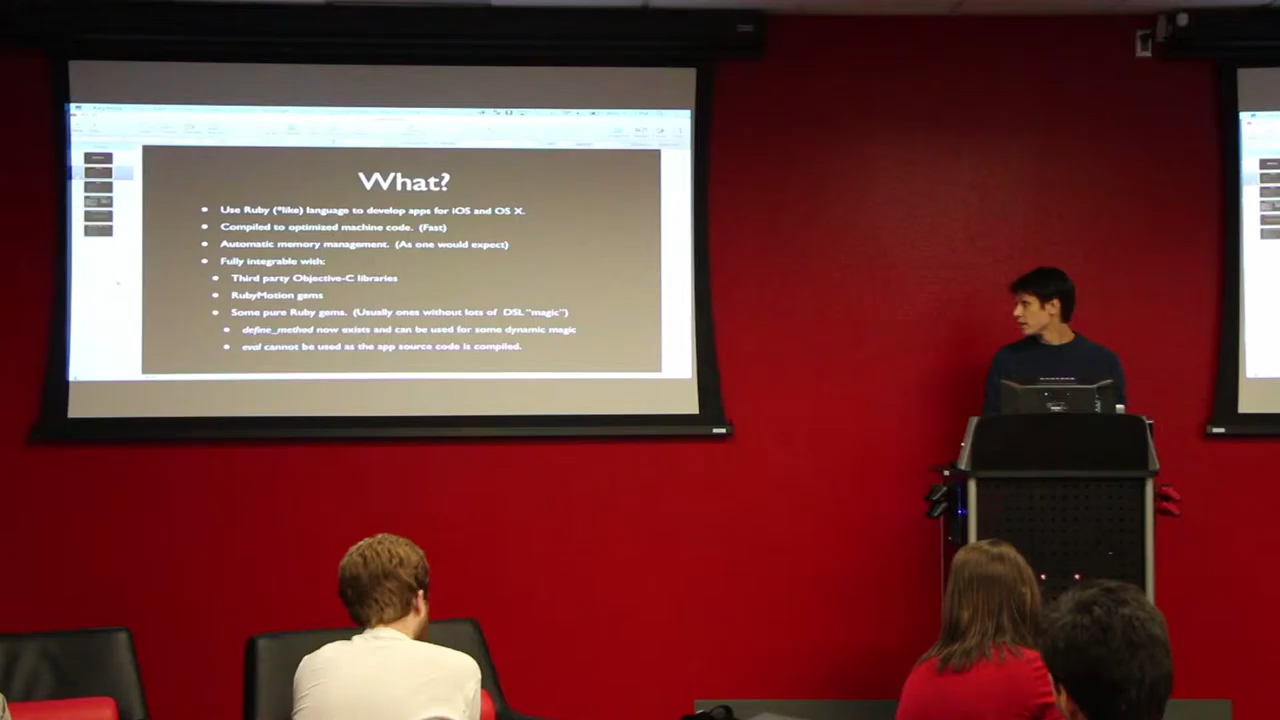 What?
Use Ruby (*like) language to develop apps for iOS and OS X.
Compiled to optimized machine code. (Fast)
Automatic memory management. (As one would expect)
Fully integrable with:
Third party Objective-C libraries
RubyMotion gems
Some pure Ruby gems. (Usually ones without lots of DSL "magic")
define_method now exists and can be used for some dynamic magic
eval cannot be used as the app source code is compiled.